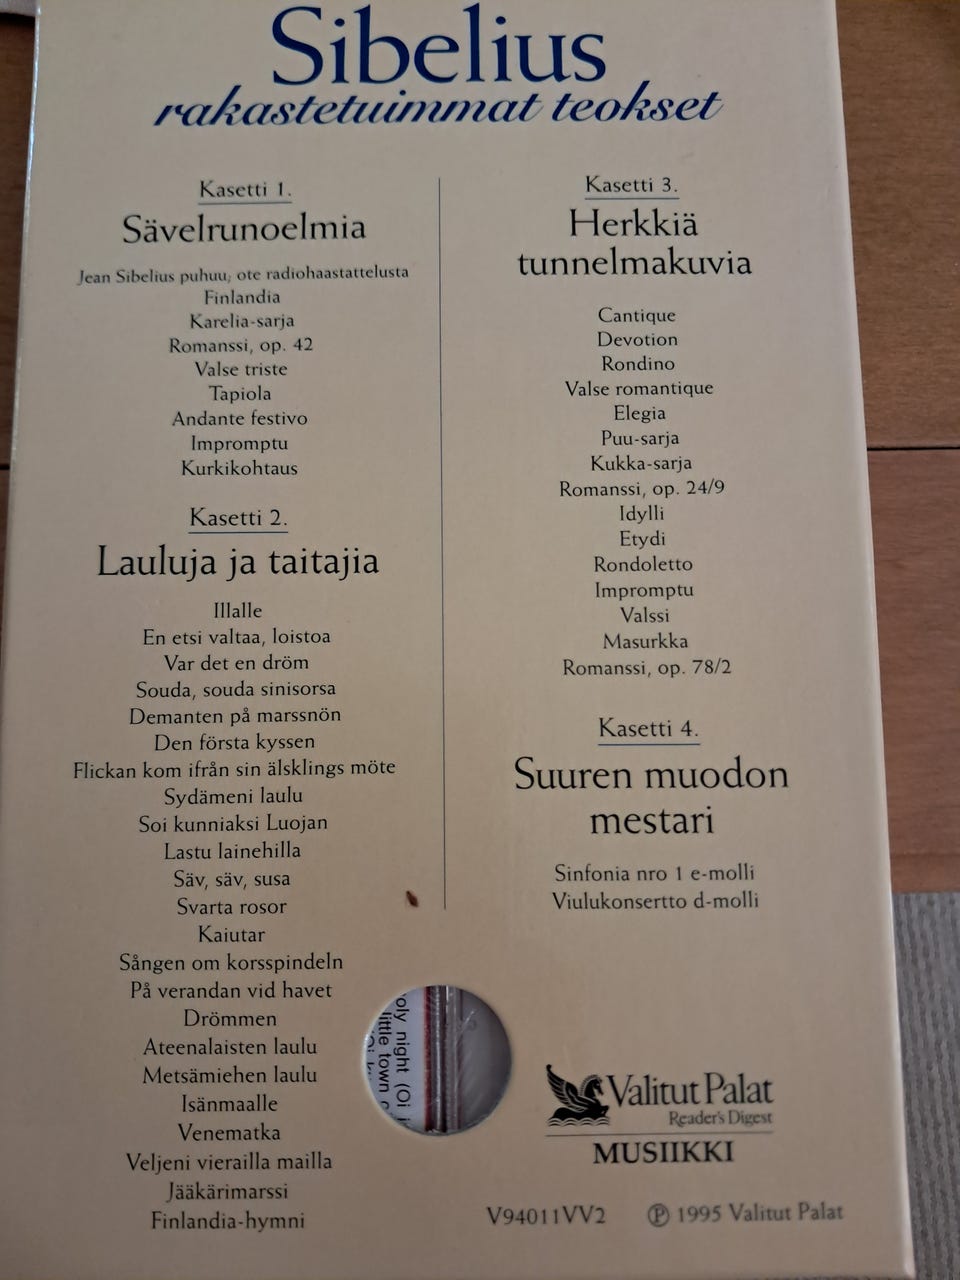 Sibelius
rakastetuimmat teokset
Kasetti 1.
Sävelrunoelmia
Jean Sibelius puhuu; ote radiohaastattelusta
Finlandia
Karelia-sarja
Romanssi, op. 42
Valse triste
Tapiola
Andante festivo
Impromptu
Kurkikohtaus
Kasetti 2.
Lauluja ja taitajia
Illalle
En etsi valtaa, loistoa
Var det en dröm
Souda, souda sinisorsa
Demanten på marssnön
Den första kyssen
Flickan kom ifrån sin älsklings möte
Sydämeni laulu
Soi kunniaksi Luojan
Lastu lainehilla
Säv, säv, susa
Svarta rosor
Kaiutar
Sången om korsspindeln
På verandan vid havet
Drömmen
Ateenalaisten laulu
Metsämiehen laulu
Isänmaalle
Venematka
Veljeni vierailla mailla
Jääkärimarssi
Finlandia-hymni
Kasetti 3.
Herkkiä
tunnelmakuvia
Cantique
Devotion
Rondino
Valse romantique
Elegia
Puu-sarja
Kukka-sarja
Romanssi, op. 24/9
Idylli
Etydi
Rondoletto
Impromptu
Valssi
Masurkka
Romanssi, op. 78/2
Kasetti 4.
Suuren muodon
mestari
Sinfonia nro 1 e-molli
Viulukonsertto d-molli
oly night (Oi
little town
Valitut Palat
Reader's Digest
MUSIIKKI
V94011VV2 Ⓟ 1995 Valitut Palat